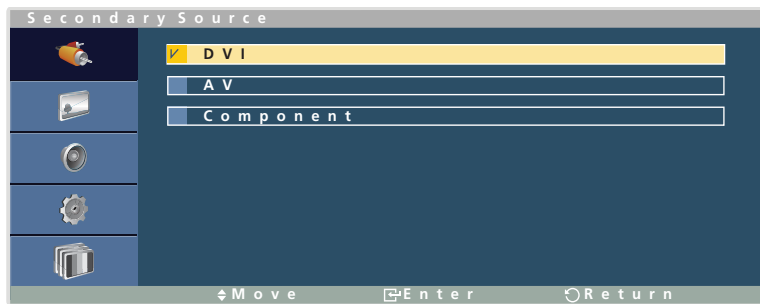 Secondary Source
DVI
AV
Component
Move Enter Return